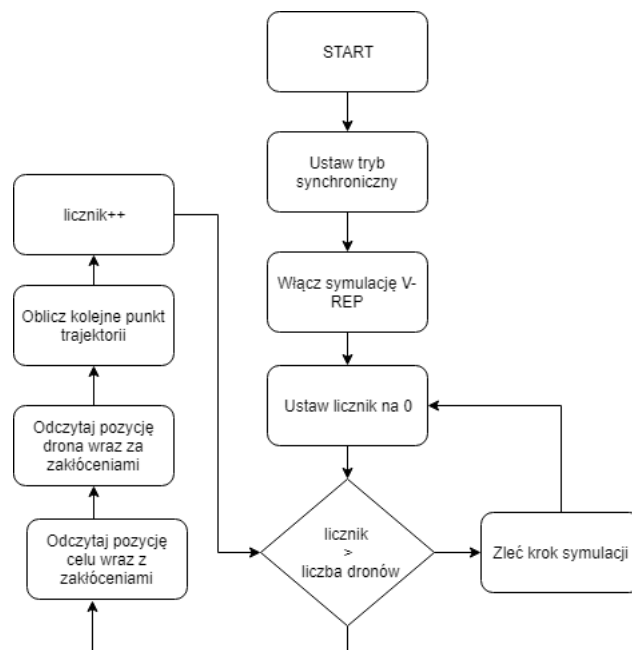 START
Ustaw tryb
synchroniczny
Włącz symulację V-
REP
Ustaw licznik na 0
licznik
>
liczba dronów
Zleć krok symulacji
licznik++
Oblicz kolejne punkt
trajektorii
Odczytaj pozycję
drona wraz za
zakłóceniami
Odczytaj pozycję
celu wraz z
zakłóceniami